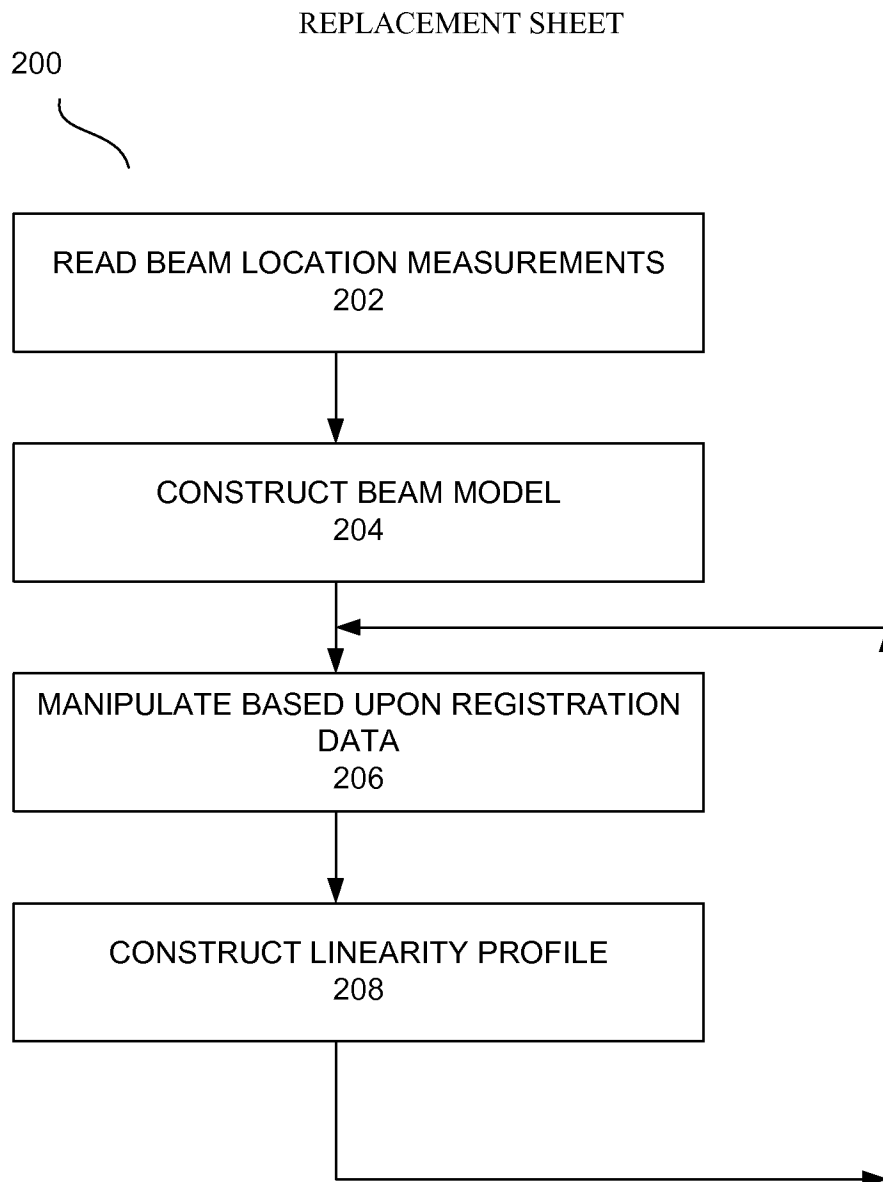 REPLACEMENT SHEET
200
READ BEAM LOCATION MEASUREMENTS
202
CONSTRUCT BEAM MODEL
204
MANIPULATE BASED UPON REGISTRATION
DATA
206
CONSTRUCT LINEARITY PROFILE
208